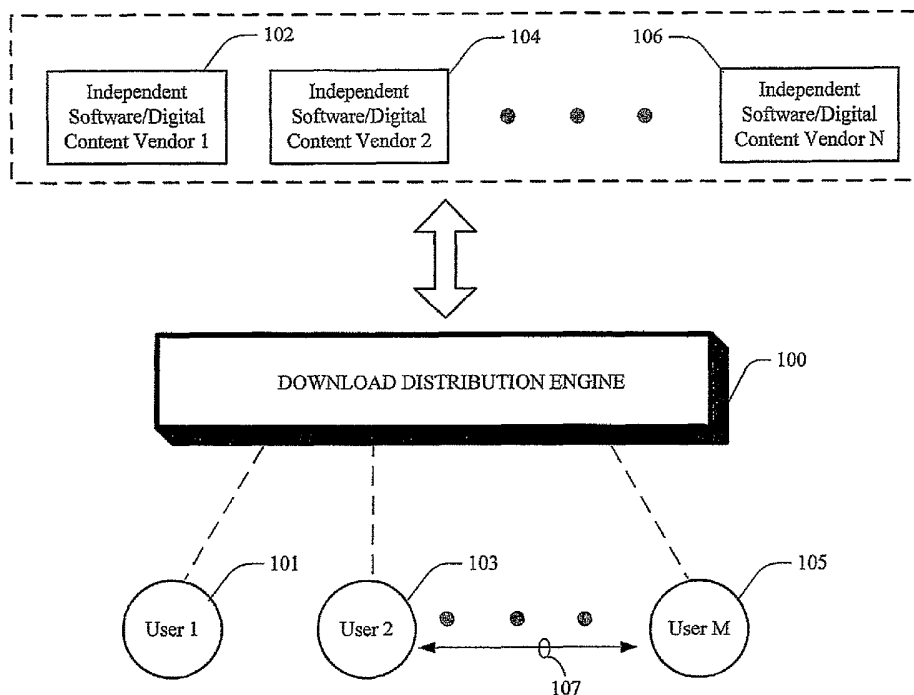 102
104
106
Independent
Software/Digital
Content Vendor 1
Independent
Software/Digital
Content Vendor 2
Independent
Software/Digital
Content Vendor N
DOWNLOAD DISTRIBUTION ENGINE
100
101
103
105
User 1
User 2
User M
107